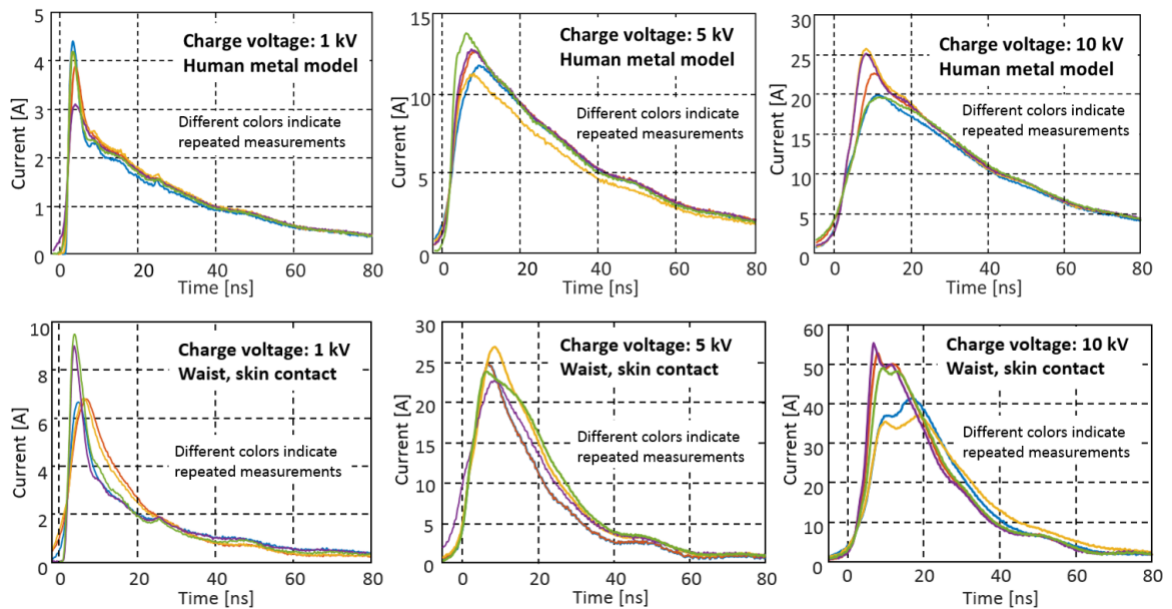 Charge voltage: 1 kV
Human metal model
Different colors indicate
repeated measurements
Current [A]
5
4
3
2
1
0
0
20
40
60
80
Time [ns]
Charge voltage: 5 kV
Human metal model
Different colors indicate
repeated measurements
Current [A]
15
10
5
0
0
20
40
60
80
Time [ns]
Charge voltage: 10 kV
Human metal model
Different colors indicate
repeated measurements
Current [A]
30
25
20
15
10
5
0
0
20
40
60
80
Time [ns]
Charge voltage: 1 kV
Waist, skin contact
Different colors indicate
repeated measurements
Current [A]
10
8
6
4
2
0
0
20
40
60
80
Time [ns]
Charge voltage: 5 kV
Waist, skin contact
Different colors indicate
repeated measurements
Current [A]
30
25
20
15
10
5
0
0
20
40
60
80
Time [ns]
Charge voltage: 10 kV
Waist, skin contact
Different colors indicate
repeated measurements
Current [A]
60
50
40
30
20
10
0
0
20
40
60
80
Time [ns]